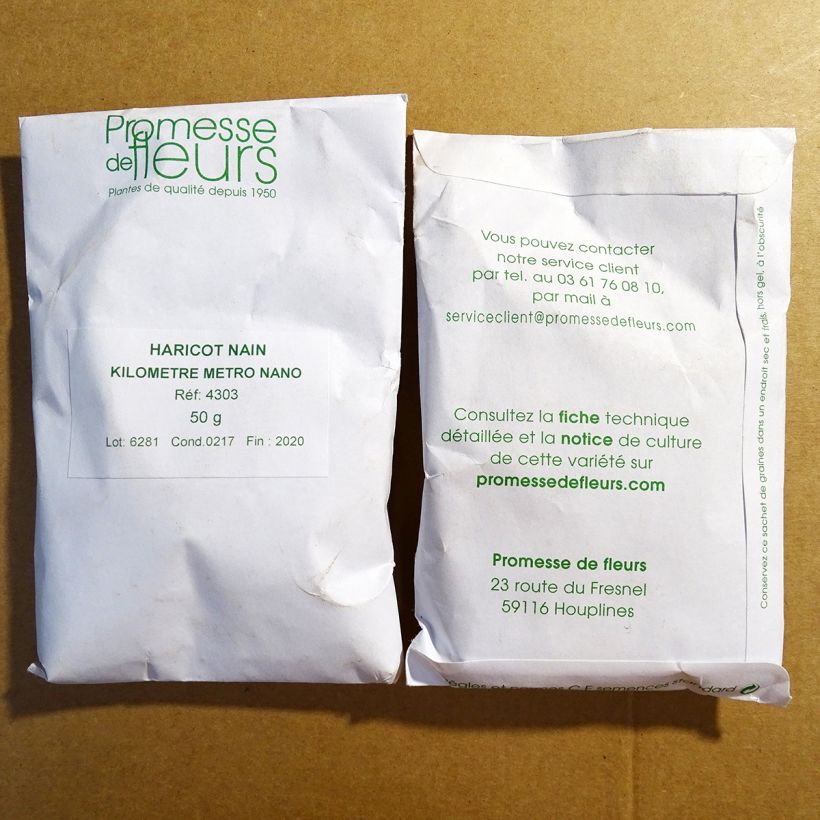 Promesse
de fleurs
Plantes de qualité depuis 1950
HARICOT NAIN
KILOMETRE METRO NANO
Réf: 4303
50 g
Lot: 6281 Cond.0217 Fin : 2020
Vous pouvez contacter
notre service client
par tel. au 03 61 76 08 10,
par mail à
serviceclient@promessedefleurs.com
Consultez la fiche technique
détaillée et la notice de culture
de cette variété sur
promessedefleurs.com
Promesse de fleurs
23 route du Fresnel
59116 Houplines
Conservez ce sachet de graines dans un endroit sec et frais, hors gel, à l'obscurité
et C.E semences